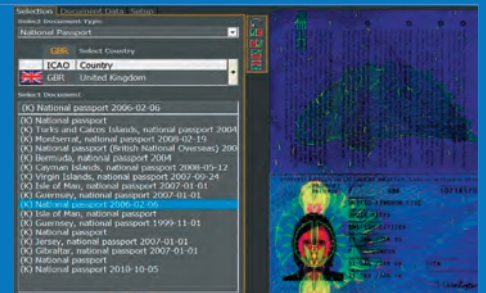 Selection Document Data Setup
Select Document Type:
National Passport
GBR Select Country
ICAO Country
GBR United Kingdom
Select Document
(K) National passport 2006-02-06
(K) National passport
(K) Turks and Caicos Islands, national passport 2004
(K) Montserrat, national passport 2008-02-19
(K) National passport (British National Overseas) 200
(K) Bermuda, national passport 2004
(K) Cayman Islands, national passport 2008-05-12
(K) Virgin Islands, national passport 2007-09-24
(K) Isle of Man, national passport 2007-01-01
(K) Guernsey, national passport 2007-01-01
(K) National passport 2006-02-06
(K) Isle of Man, national passport
(K) Guernsey, national passport 1999-11-01
(K) National passport
(K) Jersey, national passport 2007-01-01
(K) Gibraltar, national passport 2007-01-01
(K) National passport
(K) National passport 2010-10-05